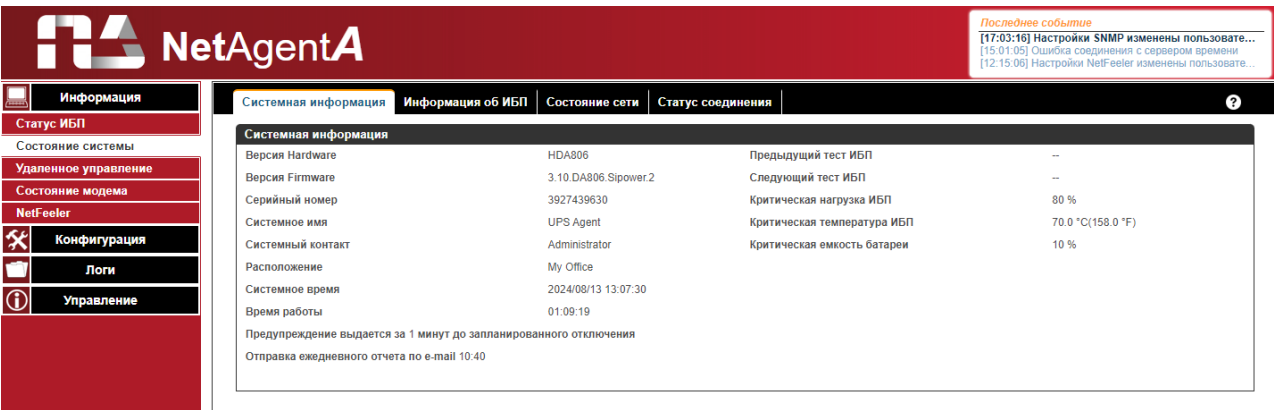 NetAgentA
Последнее событие
[17:03:16] Настройки SNMP изменены пользовате...
[15:01:05] Ошибка соединения с сервером времени
[12:15:06] Настройки NetFeeler изменены пользовате...
Информация
Статус ИБП
Состояние системы
Удаленное управление
Состояние модема
NetFeeler
Конфигурация
Логи
Управление
Системная информация Информация об ИБП Состояние сети Статус соединения ?
Системная информация
Версия Hardware HDA806 Предыдущий тест ИБП --
Версия Firmware 3.10.DA806.Sipower.2 Следующий тест ИБП --
Серийный номер 3927439630 Критическая нагрузка ИБП 80 %
Системное имя UPS Agent Критическая температура ИБП 70.0 °C(158.0 °F)
Системный контакт Administrator Критическая емкость батареи 10 %
Расположение My Office
Системное время 2024/08/13 13:07:30
Время работы 01:09:19
Предупреждение выдается за 1 минут до запланированного отключения
Отправка ежедневного отчета по e-mail 10:40